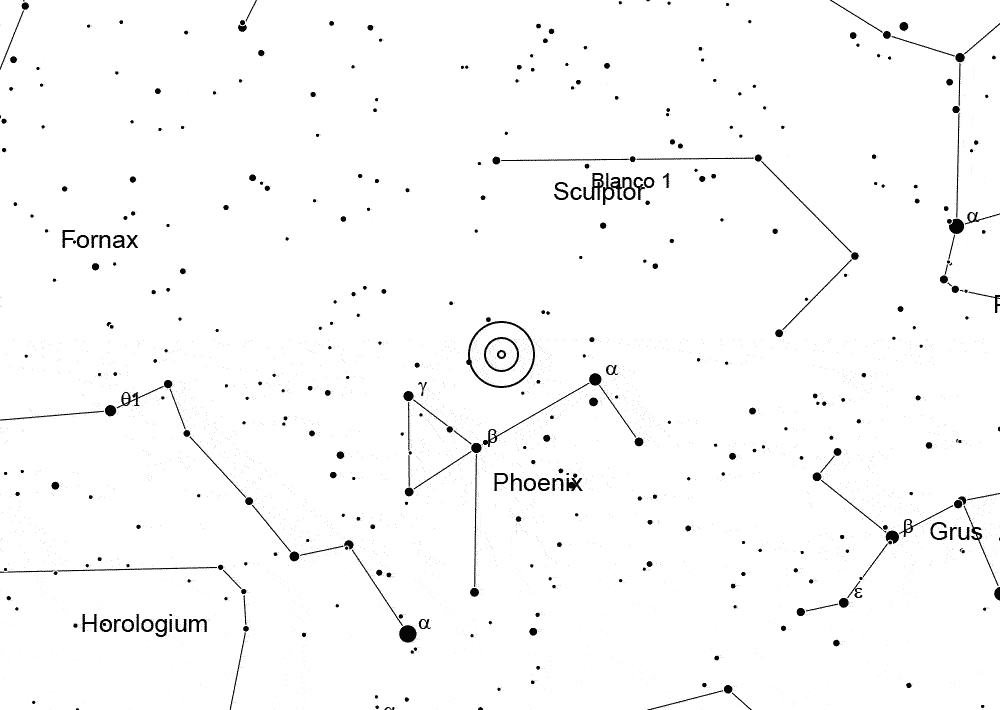 α
Blanco 1
Sculptor
Fornax
α
θ1
γ
β
Phoenix
β
Grus
ε
Horologium
α